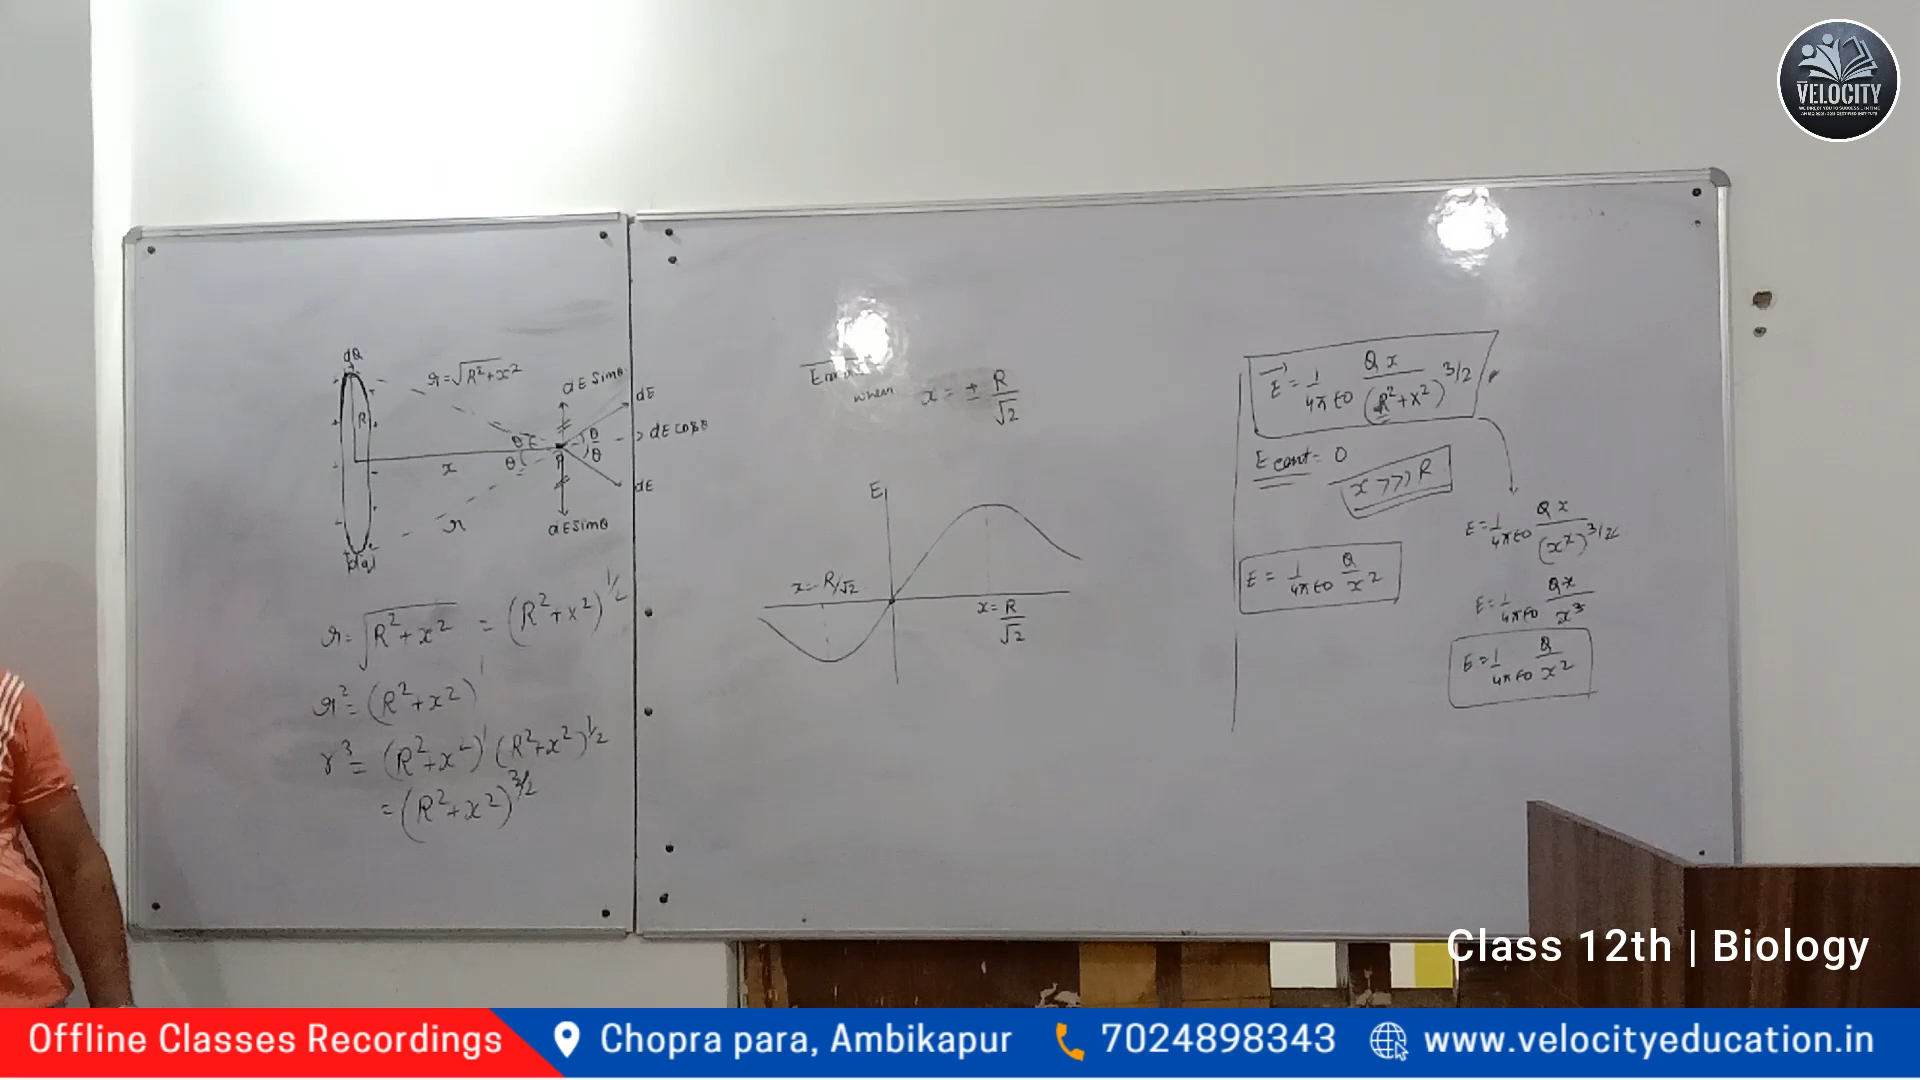 VELOCITY
dQ
r=√R²+x²
dE Sinθ
dE
R
θ E
θ
dE cosθ
x
θ
P
θ
r
dE
dE Sinθ
r=√R²+x² = (R²+x²)^1/2
r²=(R²+x²)^1
r³=(R²+x²)^1 (R²+x²)^1/2
=(R²+x²)^3/2
when x=± R/√2
E
x=-R/√2
x=R/√2
E=1/4πε0 Qx/(R²+x²)^3/2
E cent= 0
x>>>R
E=1/4πε0 Q/x²
E=1/4πε0 Qx/(x²)^3/2
E=1/4πε0 Qx/x³
E=1/4πε0 Q/x²
Class 12th | Biology
Offline Classes Recordings
Chopra para, Ambikapur
7024898343
www.velocityeducation.in